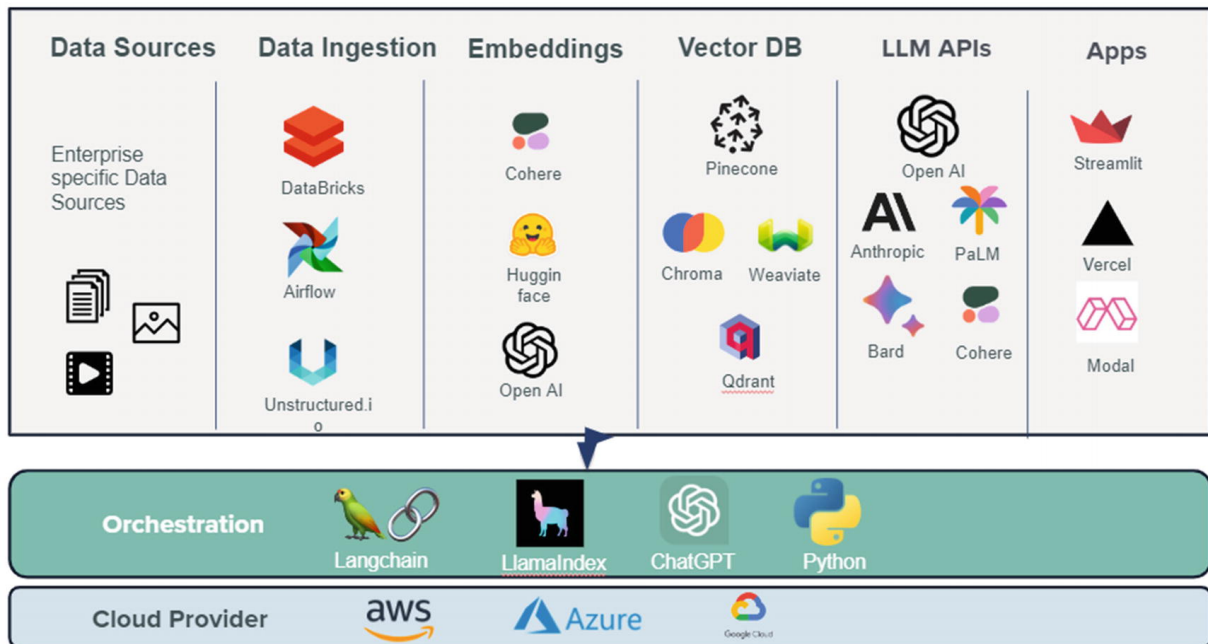 Data Sources
Data Ingestion
Embeddings
Vector DB
LLM APIs
Apps
Enterprise
specific Data
Sources
DataBricks
Airflow
Unstructured.i
o
Cohere
Huggin
face
Open AI
Pinecone
Chroma
Weaviate
Qdrant
Open AI
Anthropic
PaLM
Bard
Cohere
Streamlit
Vercel
Modal
Orchestration
Langchain
LlamaIndex
ChatGPT
Python
Cloud Provider
aws
Azure
Google Cloud